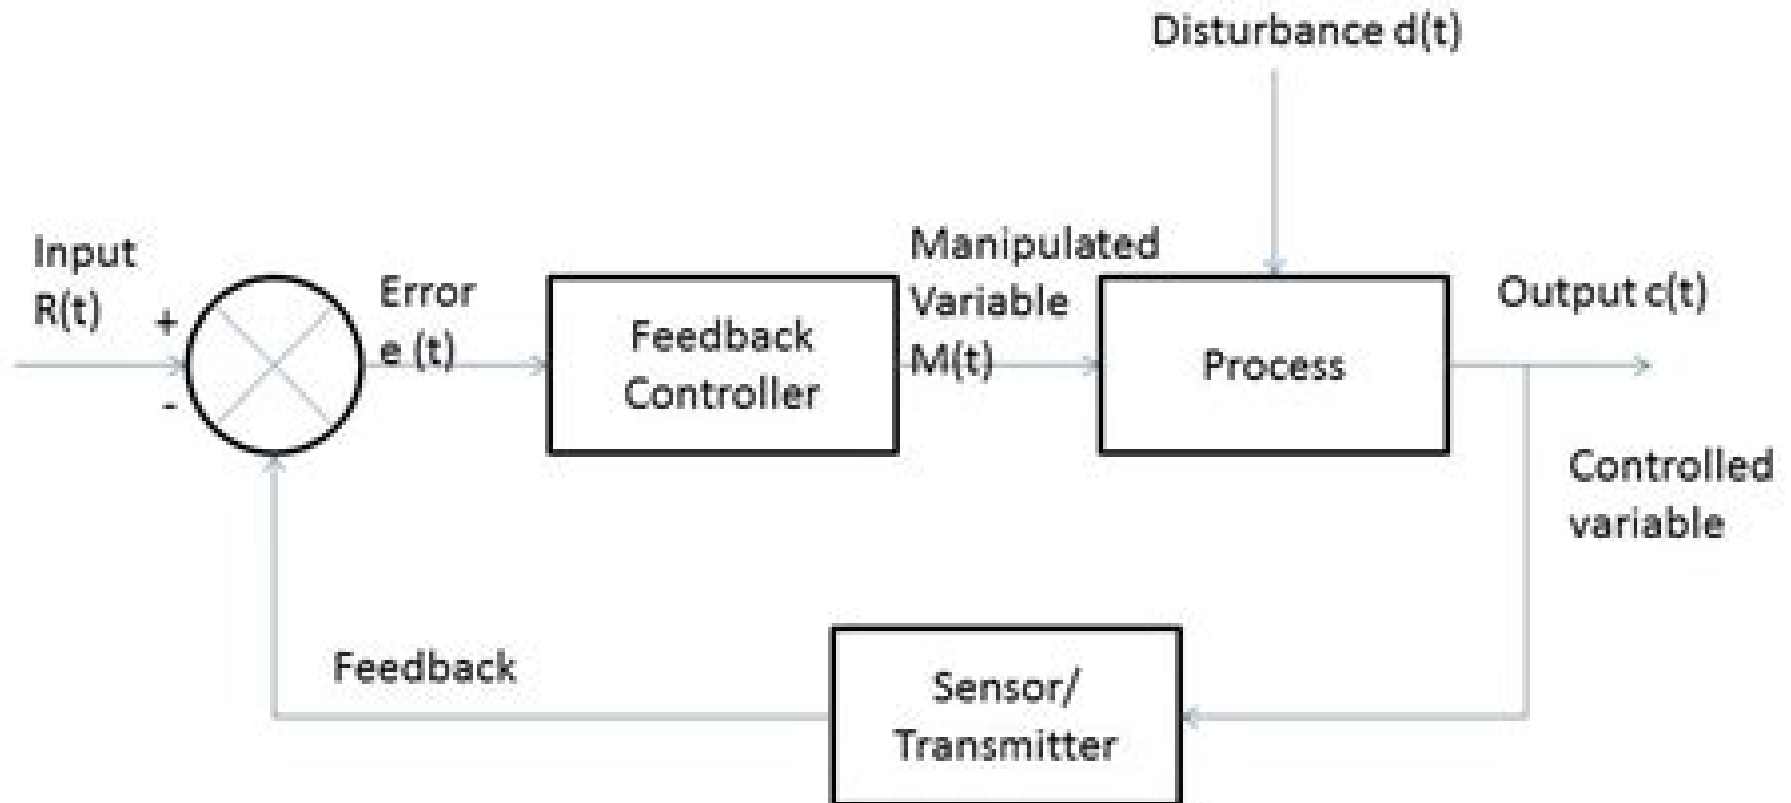 Disturbance d(t)
Input
R(t)
+
-
Error
e (t)
Feedback
Controller
Manipulated
Variable
M(t)
Process
Output c(t)
Controlled
variable
Feedback
Sensor/
Transmitter